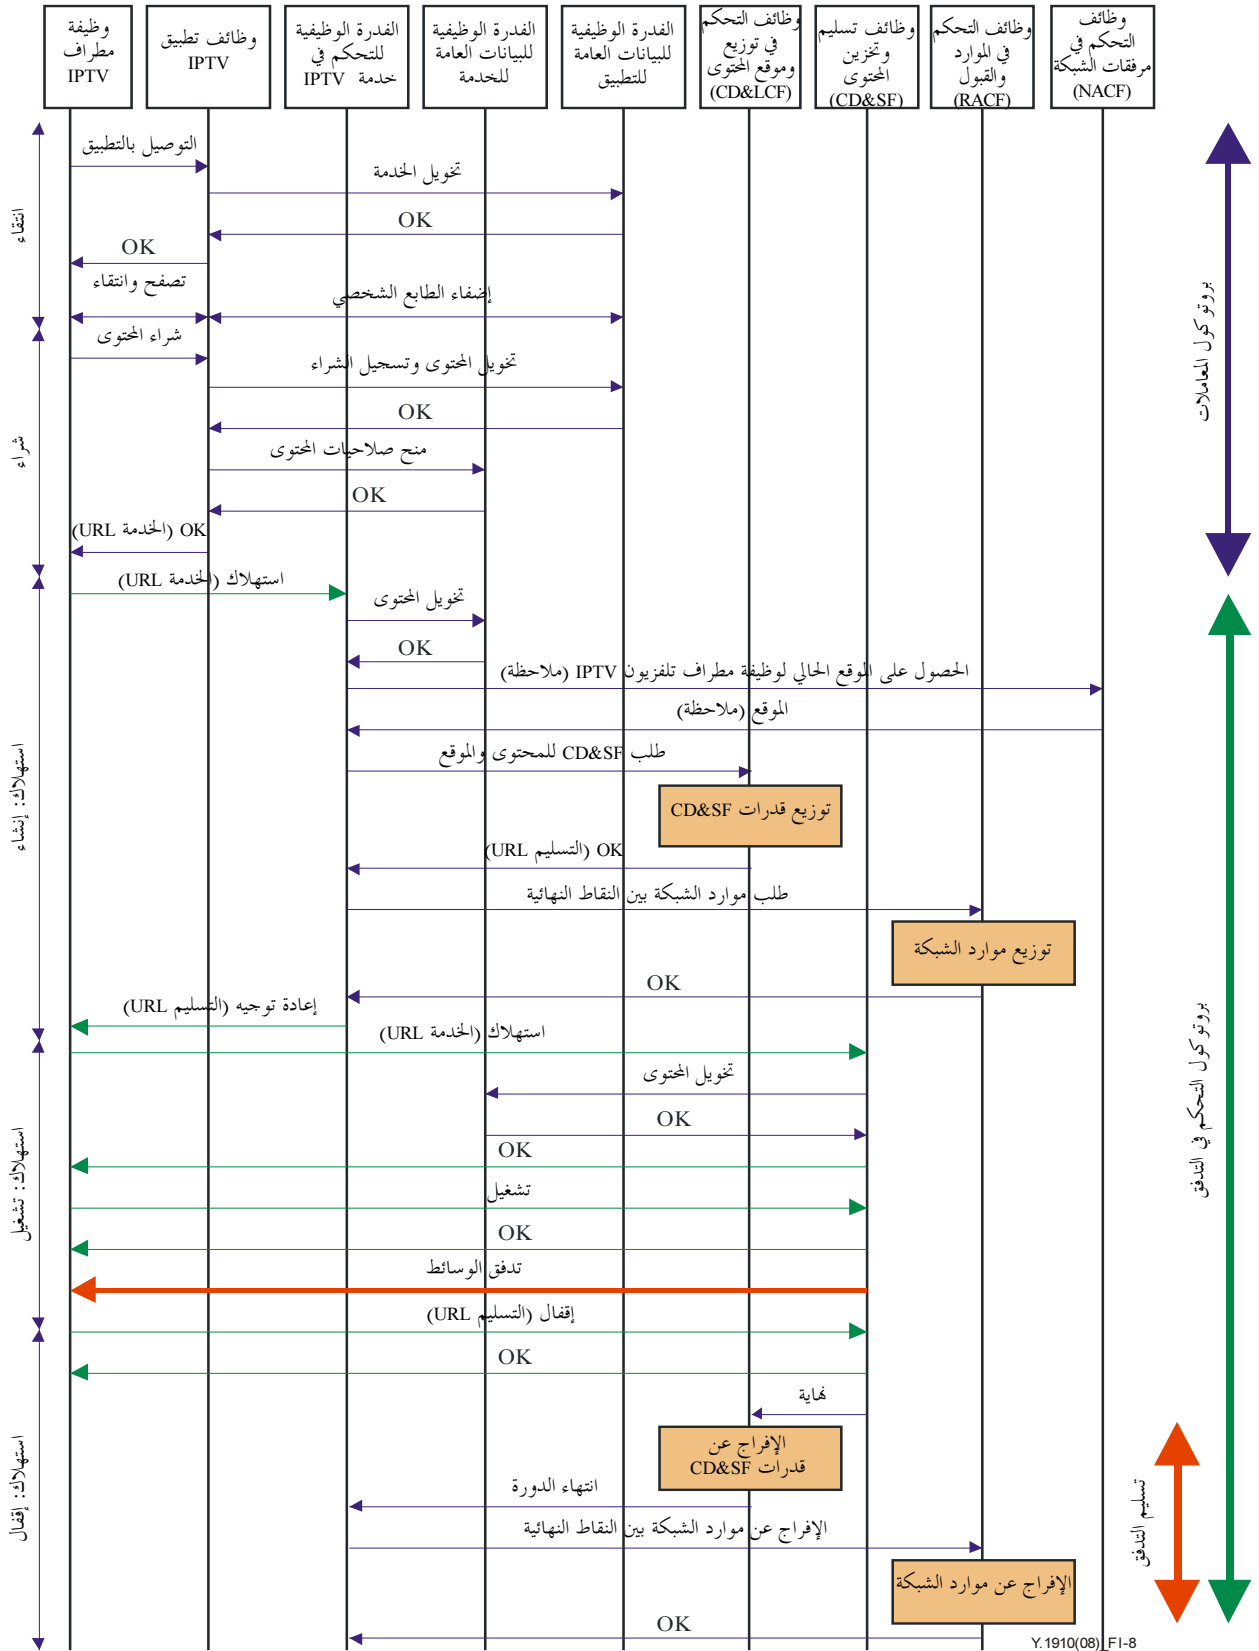 وظيفة
مطراف
IPTV
وظائف تطبيق
IPTV
الفدرة الوظيفية
للتحكم في
خدمة IPTV
الفدرة الوظيفية
للبيانات العامة
للخدمة
الفدرة الوظيفية
للبيانات العامة
للتطبيق
وظائف التحكم
في توزيع
وموقع المحتوى
(CD&LCF)
وظائف تسليم
وتخزين
المحتوى
(CD&SF)
وظائف التحكم
في الموارد
والقبول
(RACF)
وظائف
التحكم في
مرفقات الشبكة
(NACF)
التوصيل بالتطبيق
تخويل الخدمة
OK
OK
تصفح وانتقاء
إضفاء الطابع الشخصي
انتقاء
شراء المحتوى
تخويل المحتوى وتسجيل الشراء
OK
منح صلاحيات المحتوى
OK
OK (الخدمة URL)
شراء
بروتوكول المعاملات
استهلاك (الخدمة URL)
تخويل المحتوى
OK
الحصول على الموقع الحالي لوظيفة مطراف تلفزيون IPTV (ملاحظة)
الموقع (ملاحظة)
طلب CD&SF للمحتوى والموقع
توزيع قدرات CD&SF
OK (التسليم URL)
طلب موارد الشبكة بين النقاط النهائية
توزيع موارد الشبكة
OK
إعادة توجيه (التسليم URL)
استهلاك: إنشاء
استهلاك (الخدمة URL)
تخويل المحتوى
OK
OK
تشغيل
OK
تدفق الوسائط
استهلاك: تشغيل
بروتوكول التحكم في التدفق
إقفال (التسليم URL)
OK
نهاية
الإفراج عن
قدرات CD&SF
انتهاء الدورة
الإفراج عن موارد الشبكة بين النقاط النهائية
الإفراج عن موارد الشبكة
OK
استهلاك: إقفال
تسليم التدفق
Y.1910(08)_FI-8